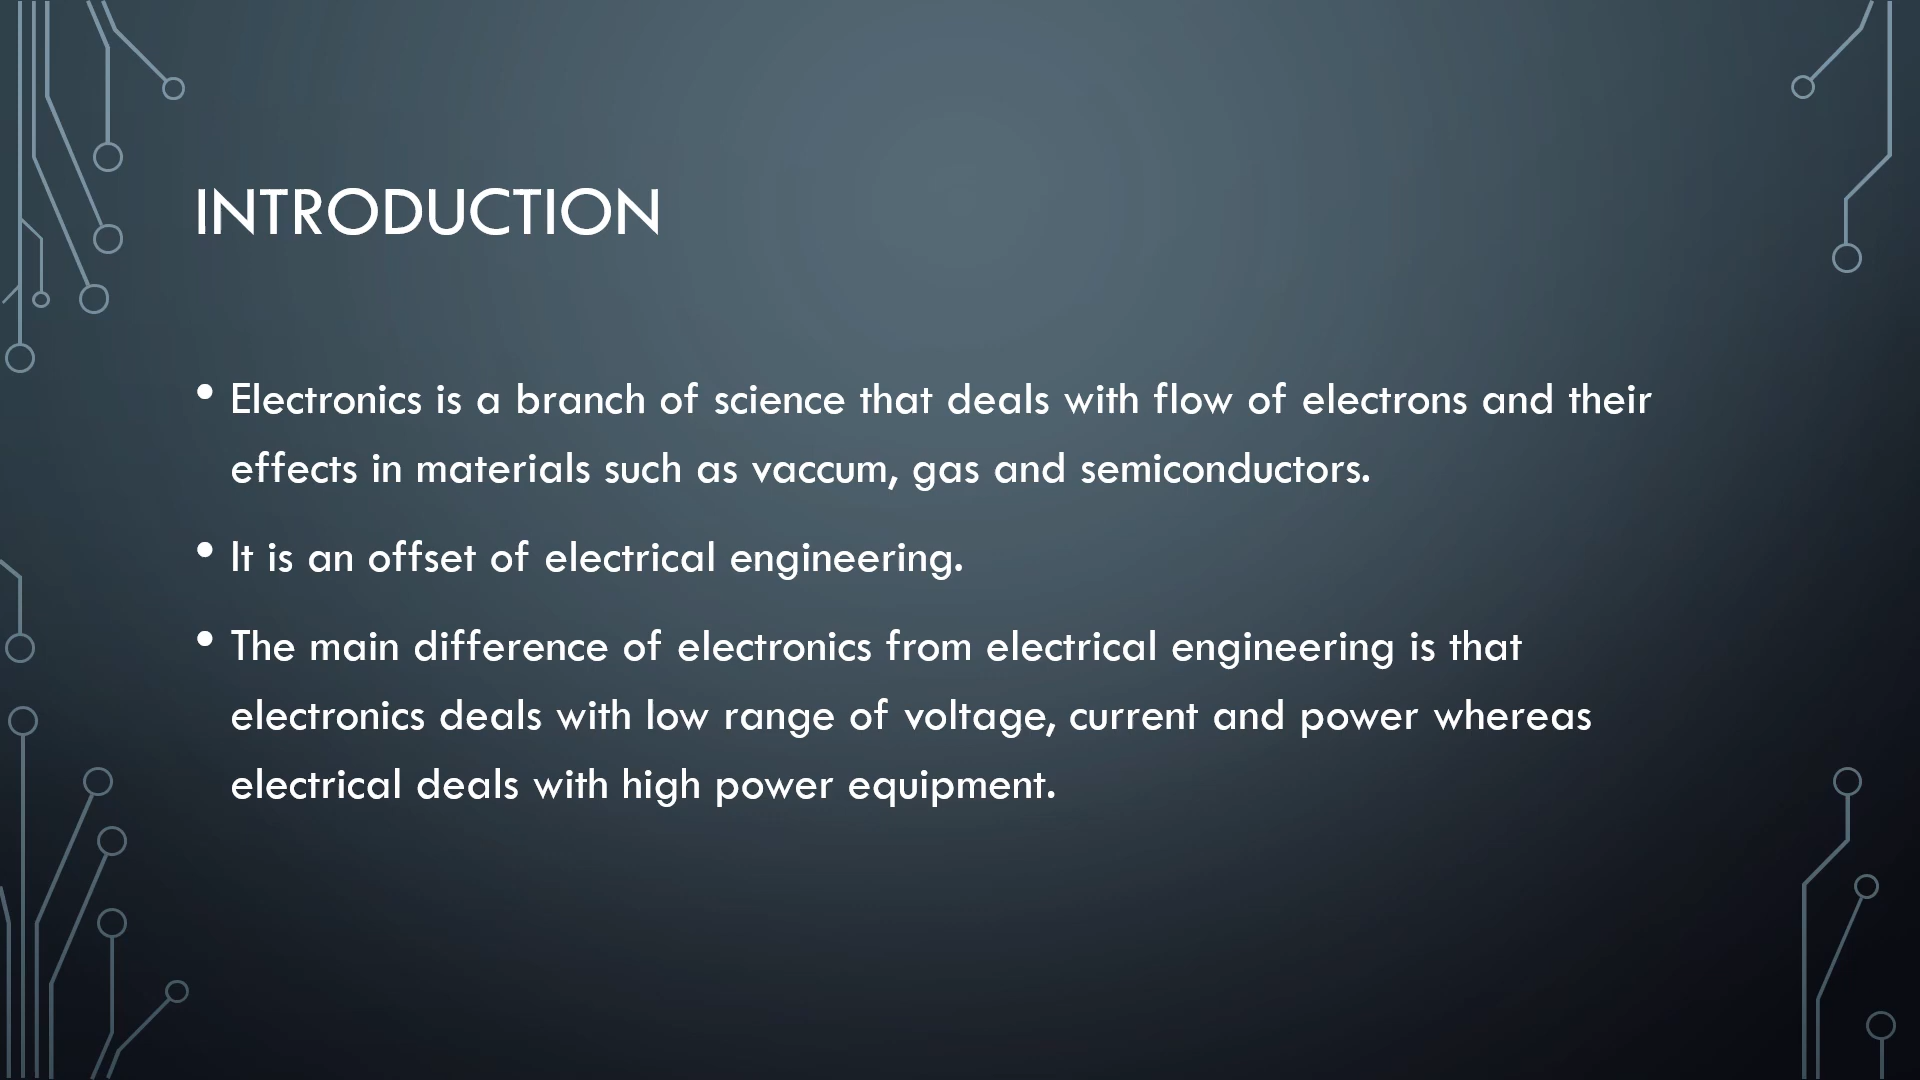 INTRODUCTION
• Electronics is a branch of science that deals with flow of electrons and their
effects in materials such as vaccum, gas and semiconductors.
• It is an offset of electrical engineering.
• The main difference of electronics from electrical engineering is that
electronics deals with low range of voltage, current and power whereas
electrical deals with high power equipment.